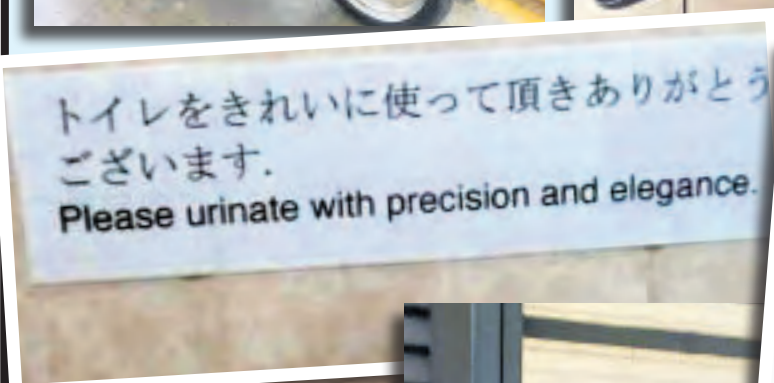 トイレをきれいに使って頂きありがとう
ございます.
Please urinate with precision and elegance.